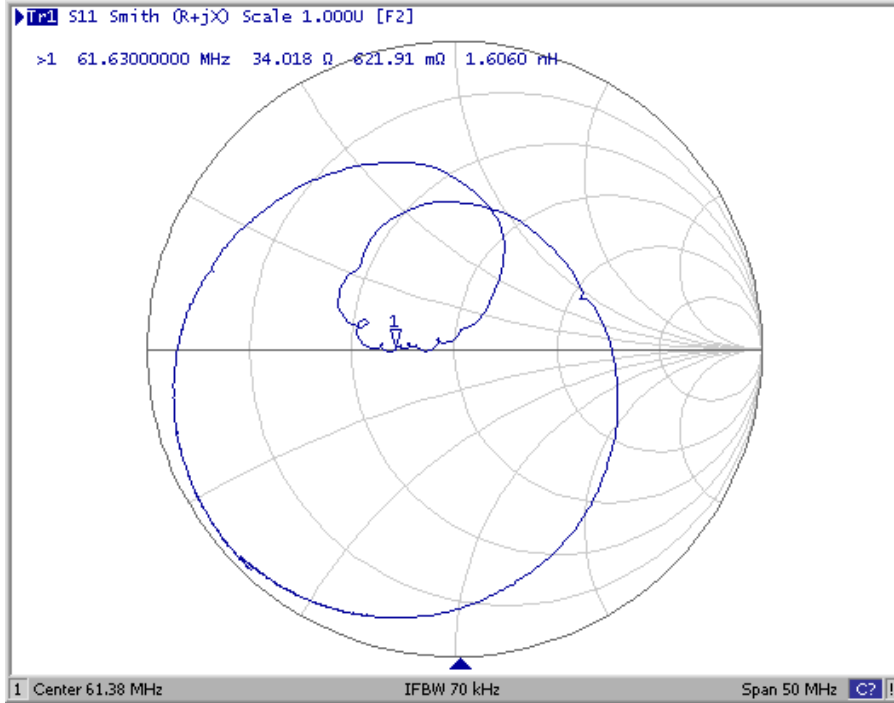 Tr1 S11 Smith (R+jX) Scale 1.000U [F2]
>1 61.63000000 MHz 34.018 Ω 621.91 mΩ 1.6060 nH
1
1 Center 61.38 MHz IFBW 70 kHz Span 50 MHz C? !